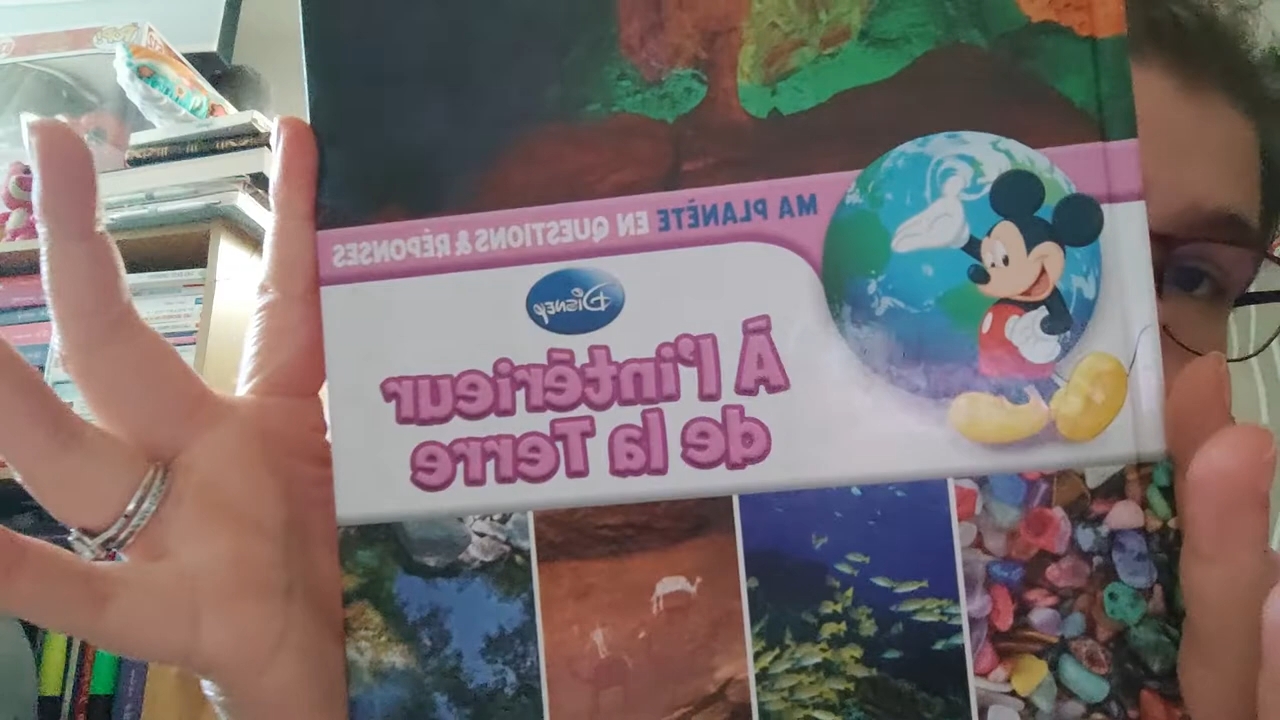 MA PLANÈTE EN QUESTIONS & RÉPONSES
DISNEY
À l'intérieur
de la Terre